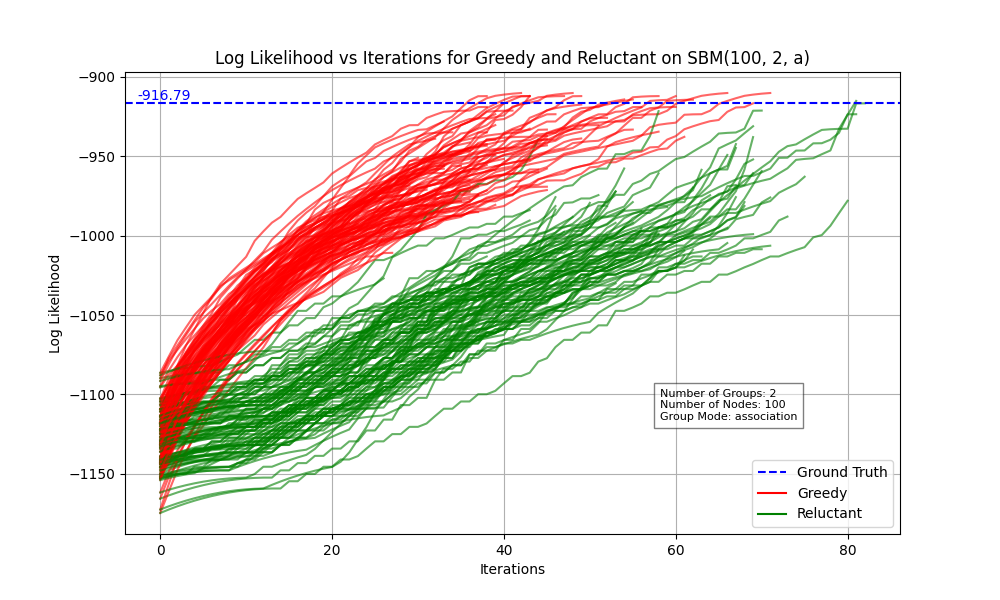 Log Likelihood vs Iterations for Greedy and Reluctant on SBM(100, 2, a)
−900
-916.79
−950
−1000
−1050
−1100
−1150
Log Likelihood
Number of Groups: 2
Number of Nodes: 100
Group Mode: association
Ground Truth
Greedy
Reluctant
0
20
40
60
80
Iterations